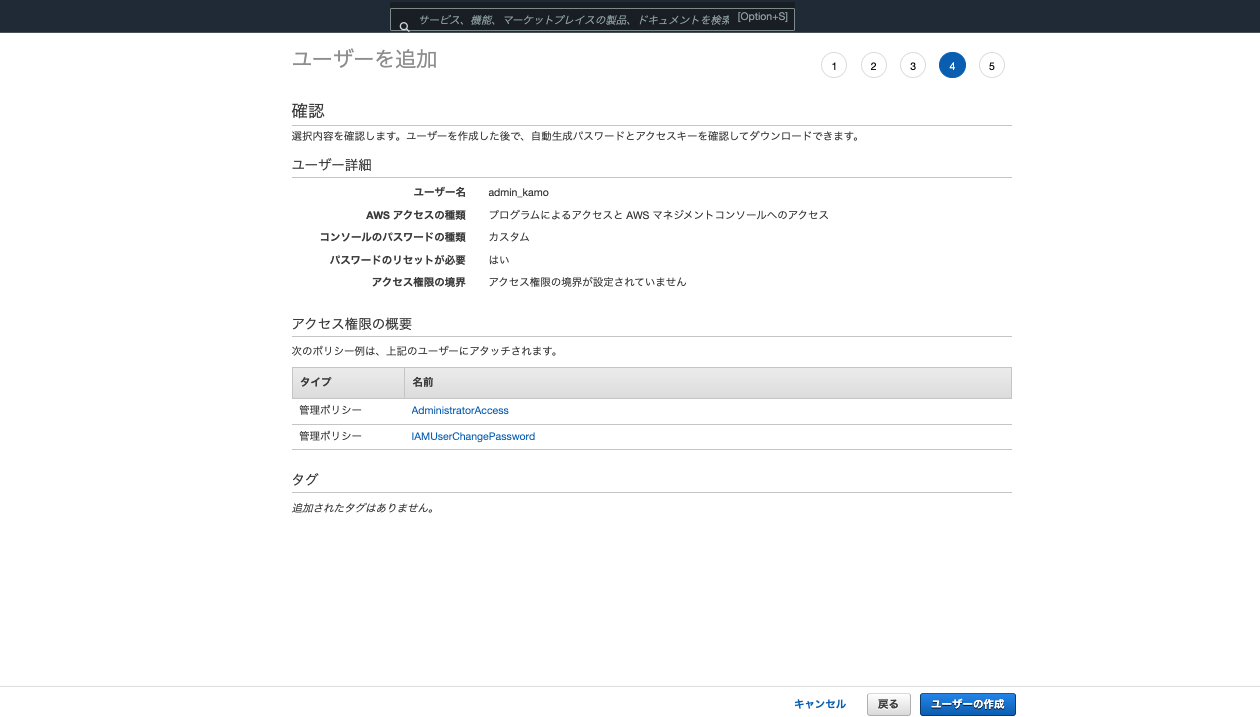 サービス、機能、マーケットプレイスの製品、ドキュメントを検索 [Option+S]
ユーザーを追加
1 2 3 4 5
確認
選択内容を確認します。ユーザーを作成した後で、自動生成パスワードとアクセスキーを確認してダウンロードできます。
ユーザー詳細
ユーザー名 admin_kamo
AWS アクセスの種類 プログラムによるアクセスと AWS マネジメントコンソールへのアクセス
コンソールのパスワードの種類 カスタム
パスワードのリセットが必要 はい
アクセス権限の境界 アクセス権限の境界が設定されていません
アクセス権限の概要
次のポリシー例は、上記のユーザーにアタッチされます。
タイプ 名前
管理ポリシー AdministratorAccess
管理ポリシー IAMUserChangePassword
タグ
追加されたタグはありません。
キャンセル 戻る ユーザーの作成